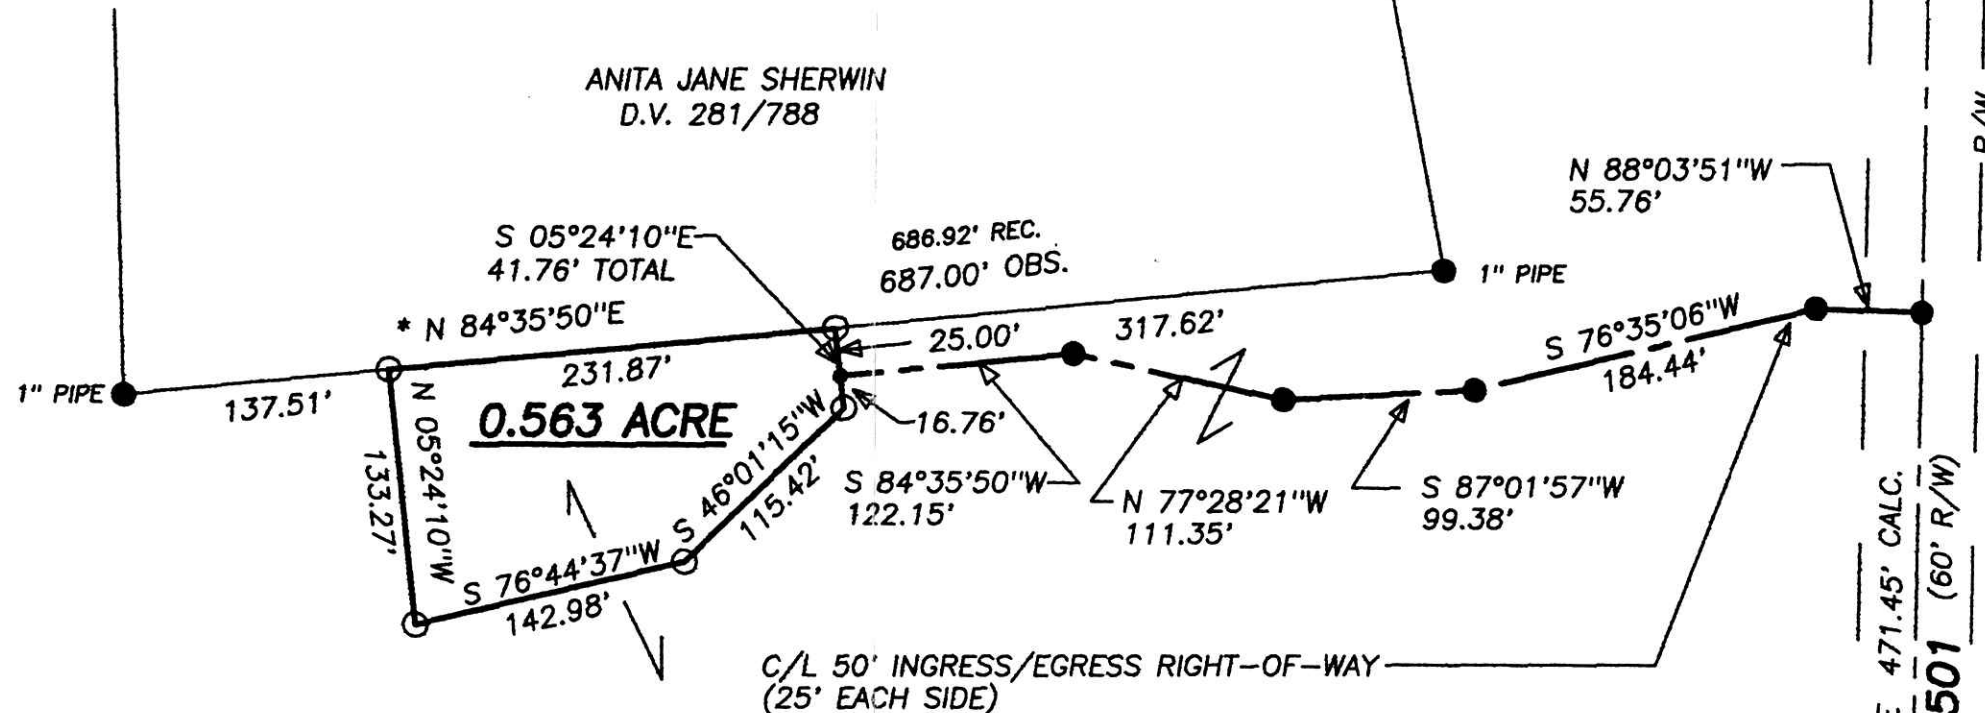 ANITA JANE SHERWIN
D.V. 281/788
R/W
N 88°03'51"W
55.76'
S 05°24'10"E
41.76' TOTAL
686.92' REC.
687.00' OBS.
1" PIPE
* N 84°35'50"E
25.00'
317.62'
S 76°35'06"W
184.44'
1" PIPE
137.51'
231.87'
0.563 ACRE
16.76'
N 05°24'10"W
133.27'
S 46°01'15"W
115.42'
S 84°35'50"W
122.15'
N 77°28'21"W
111.35'
S 87°01'57"W
99.38'
S 76°44'37"W
142.98'
C/L 50' INGRESS/EGRESS RIGHT-OF-WAY
(25' EACH SIDE)
E 471.45' CALC.
501 (60' R/W)